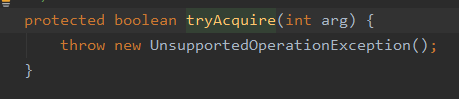 protected boolean tryAcquire(int arg) {
    throw new UnsupportedOperationException();
}